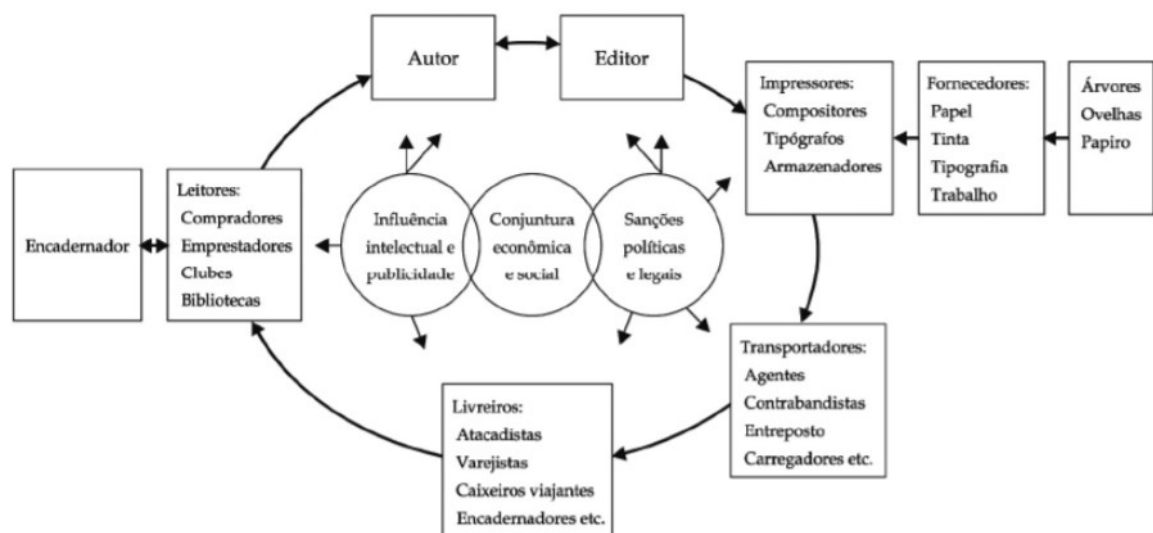 Autor
Editor
Impressores:
Compositores
Tipógrafos
Armazenadores
Fornecedores:
Papel
Tinta
Tipografia
Trabalho
Árvores
Ovelhas
Papiro
Encadernador
Leitores:
Compradores
Emprestadores
Clubes
Bibliotecas
Influência
intelectual e
publicidade
Conjuntura
econômica
e social
Sanções
políticas
e legais
Transportadores:
Agentes
Contrabandistas
Entreposto
Carregadores etc.
Livreiros:
Atacadistas
Varejistas
Caixeiros viajantes
Encadernadores etc.